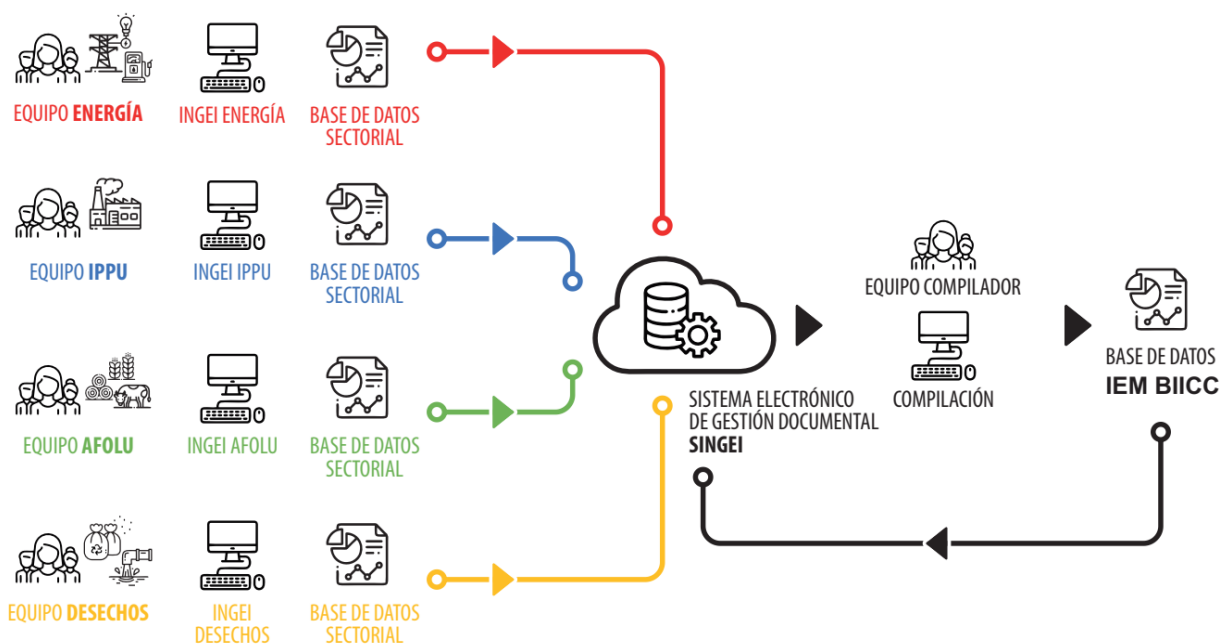 EQUIPO ENERGÍA
INGEI ENERGÍA
BASE DE DATOS
SECTORIAL
EQUIPO IPPU
INGEI IPPU
BASE DE DATOS
SECTORIAL
EQUIPO AFOLU
INGEI AFOLU
BASE DE DATOS
SECTORIAL
EQUIPO DESECHOS
INGEI
DESECHOS
BASE DE DATOS
SECTORIAL
SISTEMA ELECTRÓNICO
DE GESTIÓN DOCUMENTAL
SINGEI
EQUIPO COMPILADOR
COMPILACIÓN
BASE DE DATOS
IEM BIICC